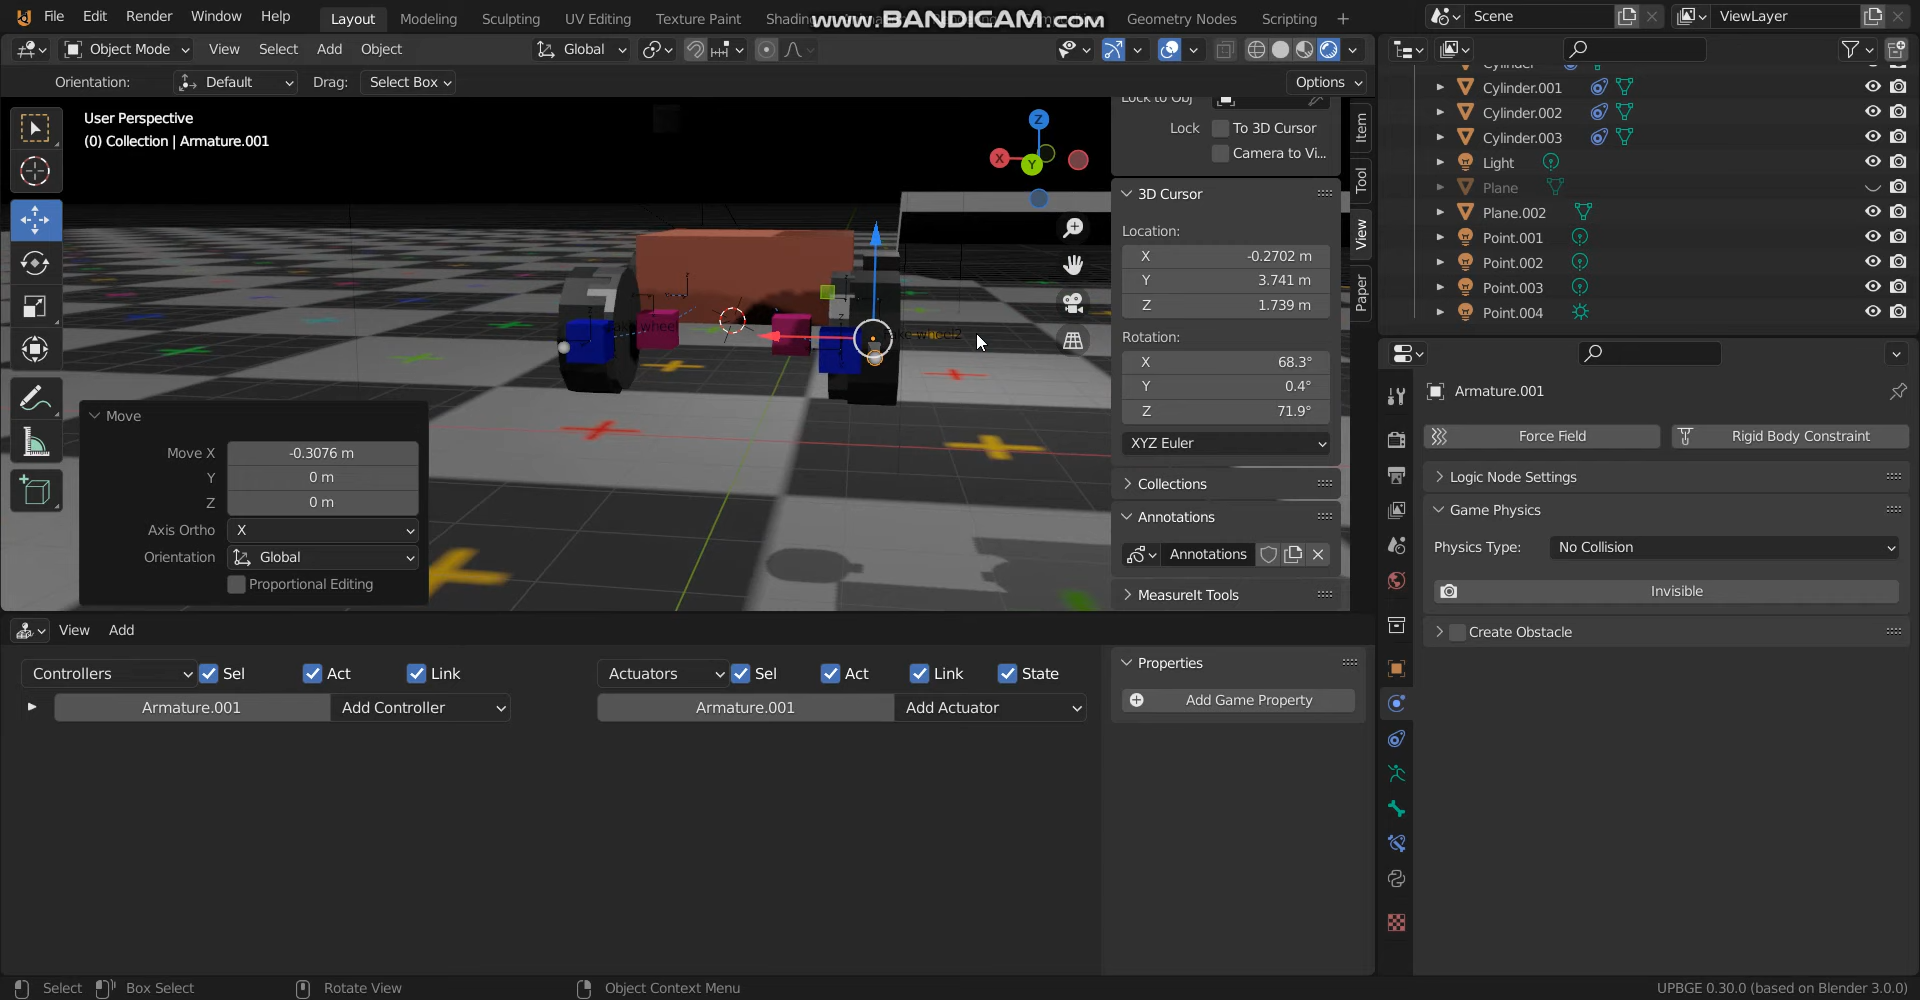 File Edit Render Window Help
Layout Modeling Sculpting UV Editing Texture Paint Shading Geometry Nodes Scripting
www.BANDICAM.com
Scene ViewLayer
Object Mode View Select Add Object Global
Orientation: Default Drag: Select Box Options
User Perspective
(0) Collection | Armature.001
Z
X
Y
Lock to Obj
Lock To 3D Cursor
Camera to Vi...
3D Cursor
Location:
X -0.2702 m
Y 3.741 m
Z 1.739 m
Rotation:
X 68.3°
Y 0.4°
Z 71.9°
XYZ Euler
Collections
Annotations
Annotations
MeasureIt Tools
Item
Tool
View
Paper
Move
Move X -0.3076 m
Y 0 m
Z 0 m
Axis Ortho X
Orientation Global
Proportional Editing
Cylinder
Cylinder.001
Cylinder.002
Cylinder.003
Light
Plane
Plane.002
Point.001
Point.002
Point.003
Point.004
Armature.001
Force Field Rigid Body Constraint
Logic Node Settings
Game Physics
Physics Type: No Collision
Invisible
Create Obstacle
View Add
Controllers Sel Act Link Actuators Sel Act Link State
Armature.001 Add Controller Armature.001 Add Actuator
Properties
Add Game Property
Select Box Select Rotate View Object Context Menu UPBGE 0.30.0 (based on Blender 3.0.0)